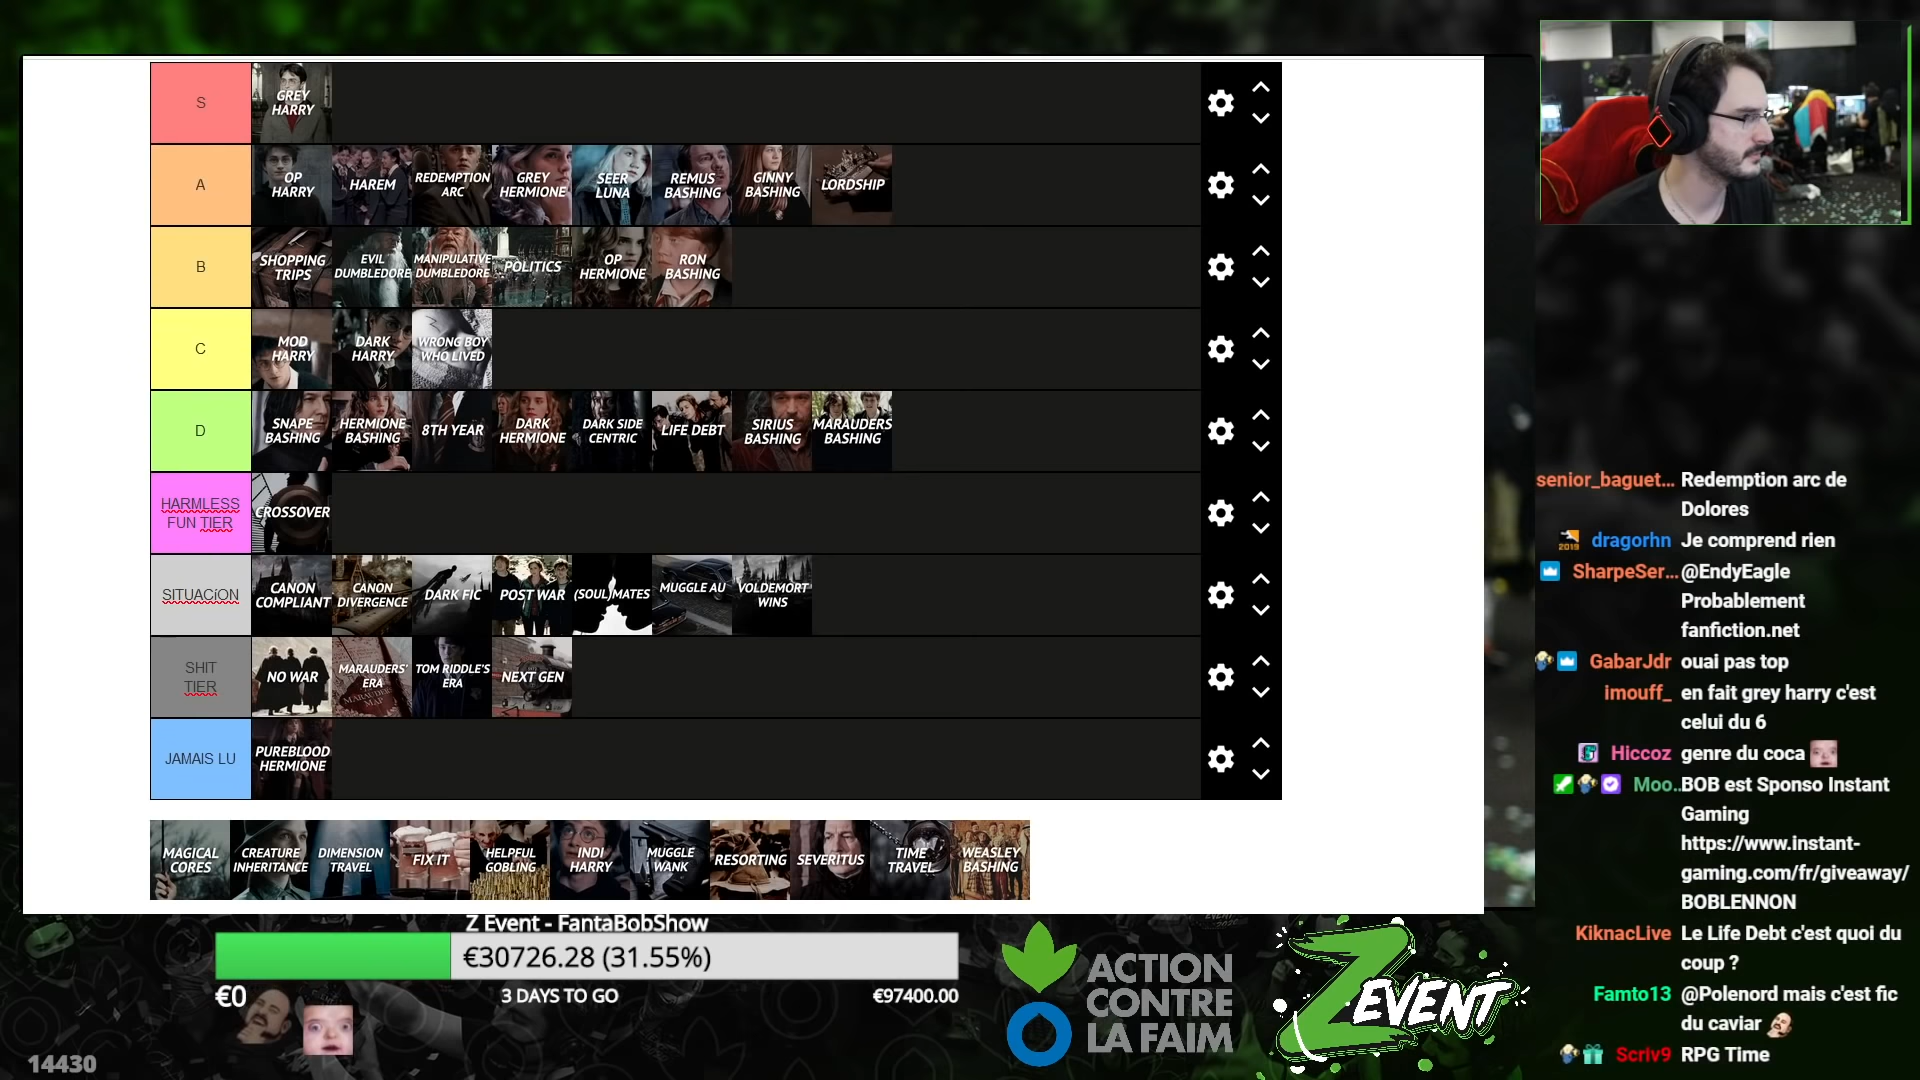 S
GREY
HARRY
A
OP
HARRY
HAREM
REDEMPTION
ARC
GREY
HERMIONE
SEER
LUNA
REMUS
BASHING
GINNY
BASHING
LORDSHIP
B
SHOPPING
TRIPS
EVIL
DUMBLEDORE
MANIPULATIVE
DUMBLEDORE
POLITICS
OP
HERMIONE
RON
BASHING
C
MOD
HARRY
DARK
HARRY
WRONG BOY
WHO LIVED
D
SNAPE
BASHING
HERMIONE
BASHING
8TH YEAR
DARK
HERMIONE
DARK SIDE
CENTRIC
LIFE DEBT
SIRIUS
BASHING
MARAUDERS
BASHING
HARMLESS
FUN TIER
CROSSOVER
SITUACíON
CANON
COMPLIANT
CANON
DIVERGENCE
DARK FIC
POST WAR
(SOUL)MATES
MUGGLE AU
VOLDEMORT
WINS
SHIT
TIER
NO WAR
MARAUDERS'
ERA
TOM RIDDLE'S
ERA
NEXT GEN
JAMAIS LU
PUREBLOOD
HERMIONE
MAGICAL
CORES
CREATURE
INHERITANCE
DIMENSION
TRAVEL
FIX IT
HELPFUL
GOBLING
INDI
HARRY
MUGGLE
WANK
RESORTING
SEVERITUS
TIME
TRAVEL
WEASLEY
BASHING
Z Event - FantaBobShow
€30726.28 (31.55%)
€0
3 DAYS TO GO
€97400.00
14430
ACTION
CONTRE
LA FAIM
Z EVENT
senior_baguet... Redemption arc de
Dolores
2019 dragorhn Je comprend rien
SharpeSer... @EndyEagle
Probablement
fanfiction.net
GabarJdr ouai pas top
imouff_ en fait grey harry c'est
celui du 6
Hiccoz genre du coca
Moo.. BOB est Sponso Instant
Gaming
https://www.instant-
gaming.com/fr/giveaway/
BOBLENNON
KiknacLive Le Life Debt c'est quoi du
coup ?
Famto13 @Polenord mais c'est fic
du caviar
Scriv9 RPG Time